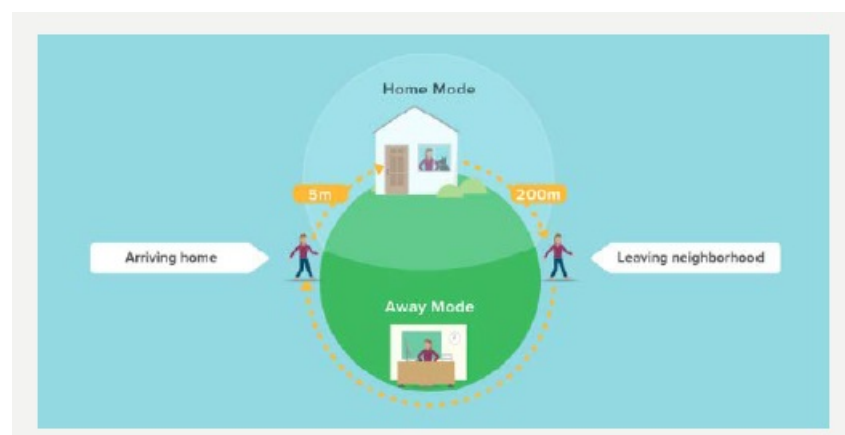 Home Mode
5m
200m
Arriving home
Leaving neighborhood
Away Mode